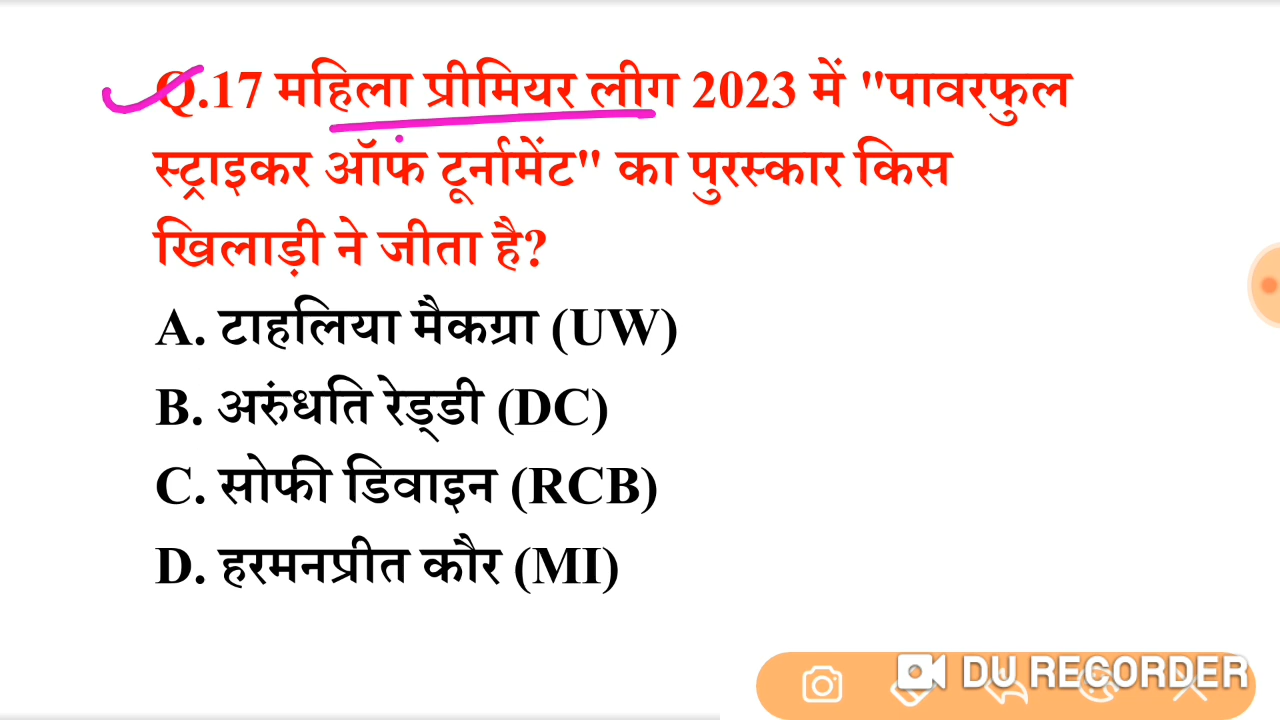 Q.17 महिला प्रीमियर लीग 2023 में "पावरफुल
स्ट्राइकर ऑफ टूर्नामेंट" का पुरस्कार किस
खिलाड़ी ने जीता है?
A. टाहलिया मैकग्रा (UW)
B. अरुंधति रेड्डी (DC)
C. सोफी डिवाइन (RCB)
D. हरमनप्रीत कौर (MI)
DU RECORDER